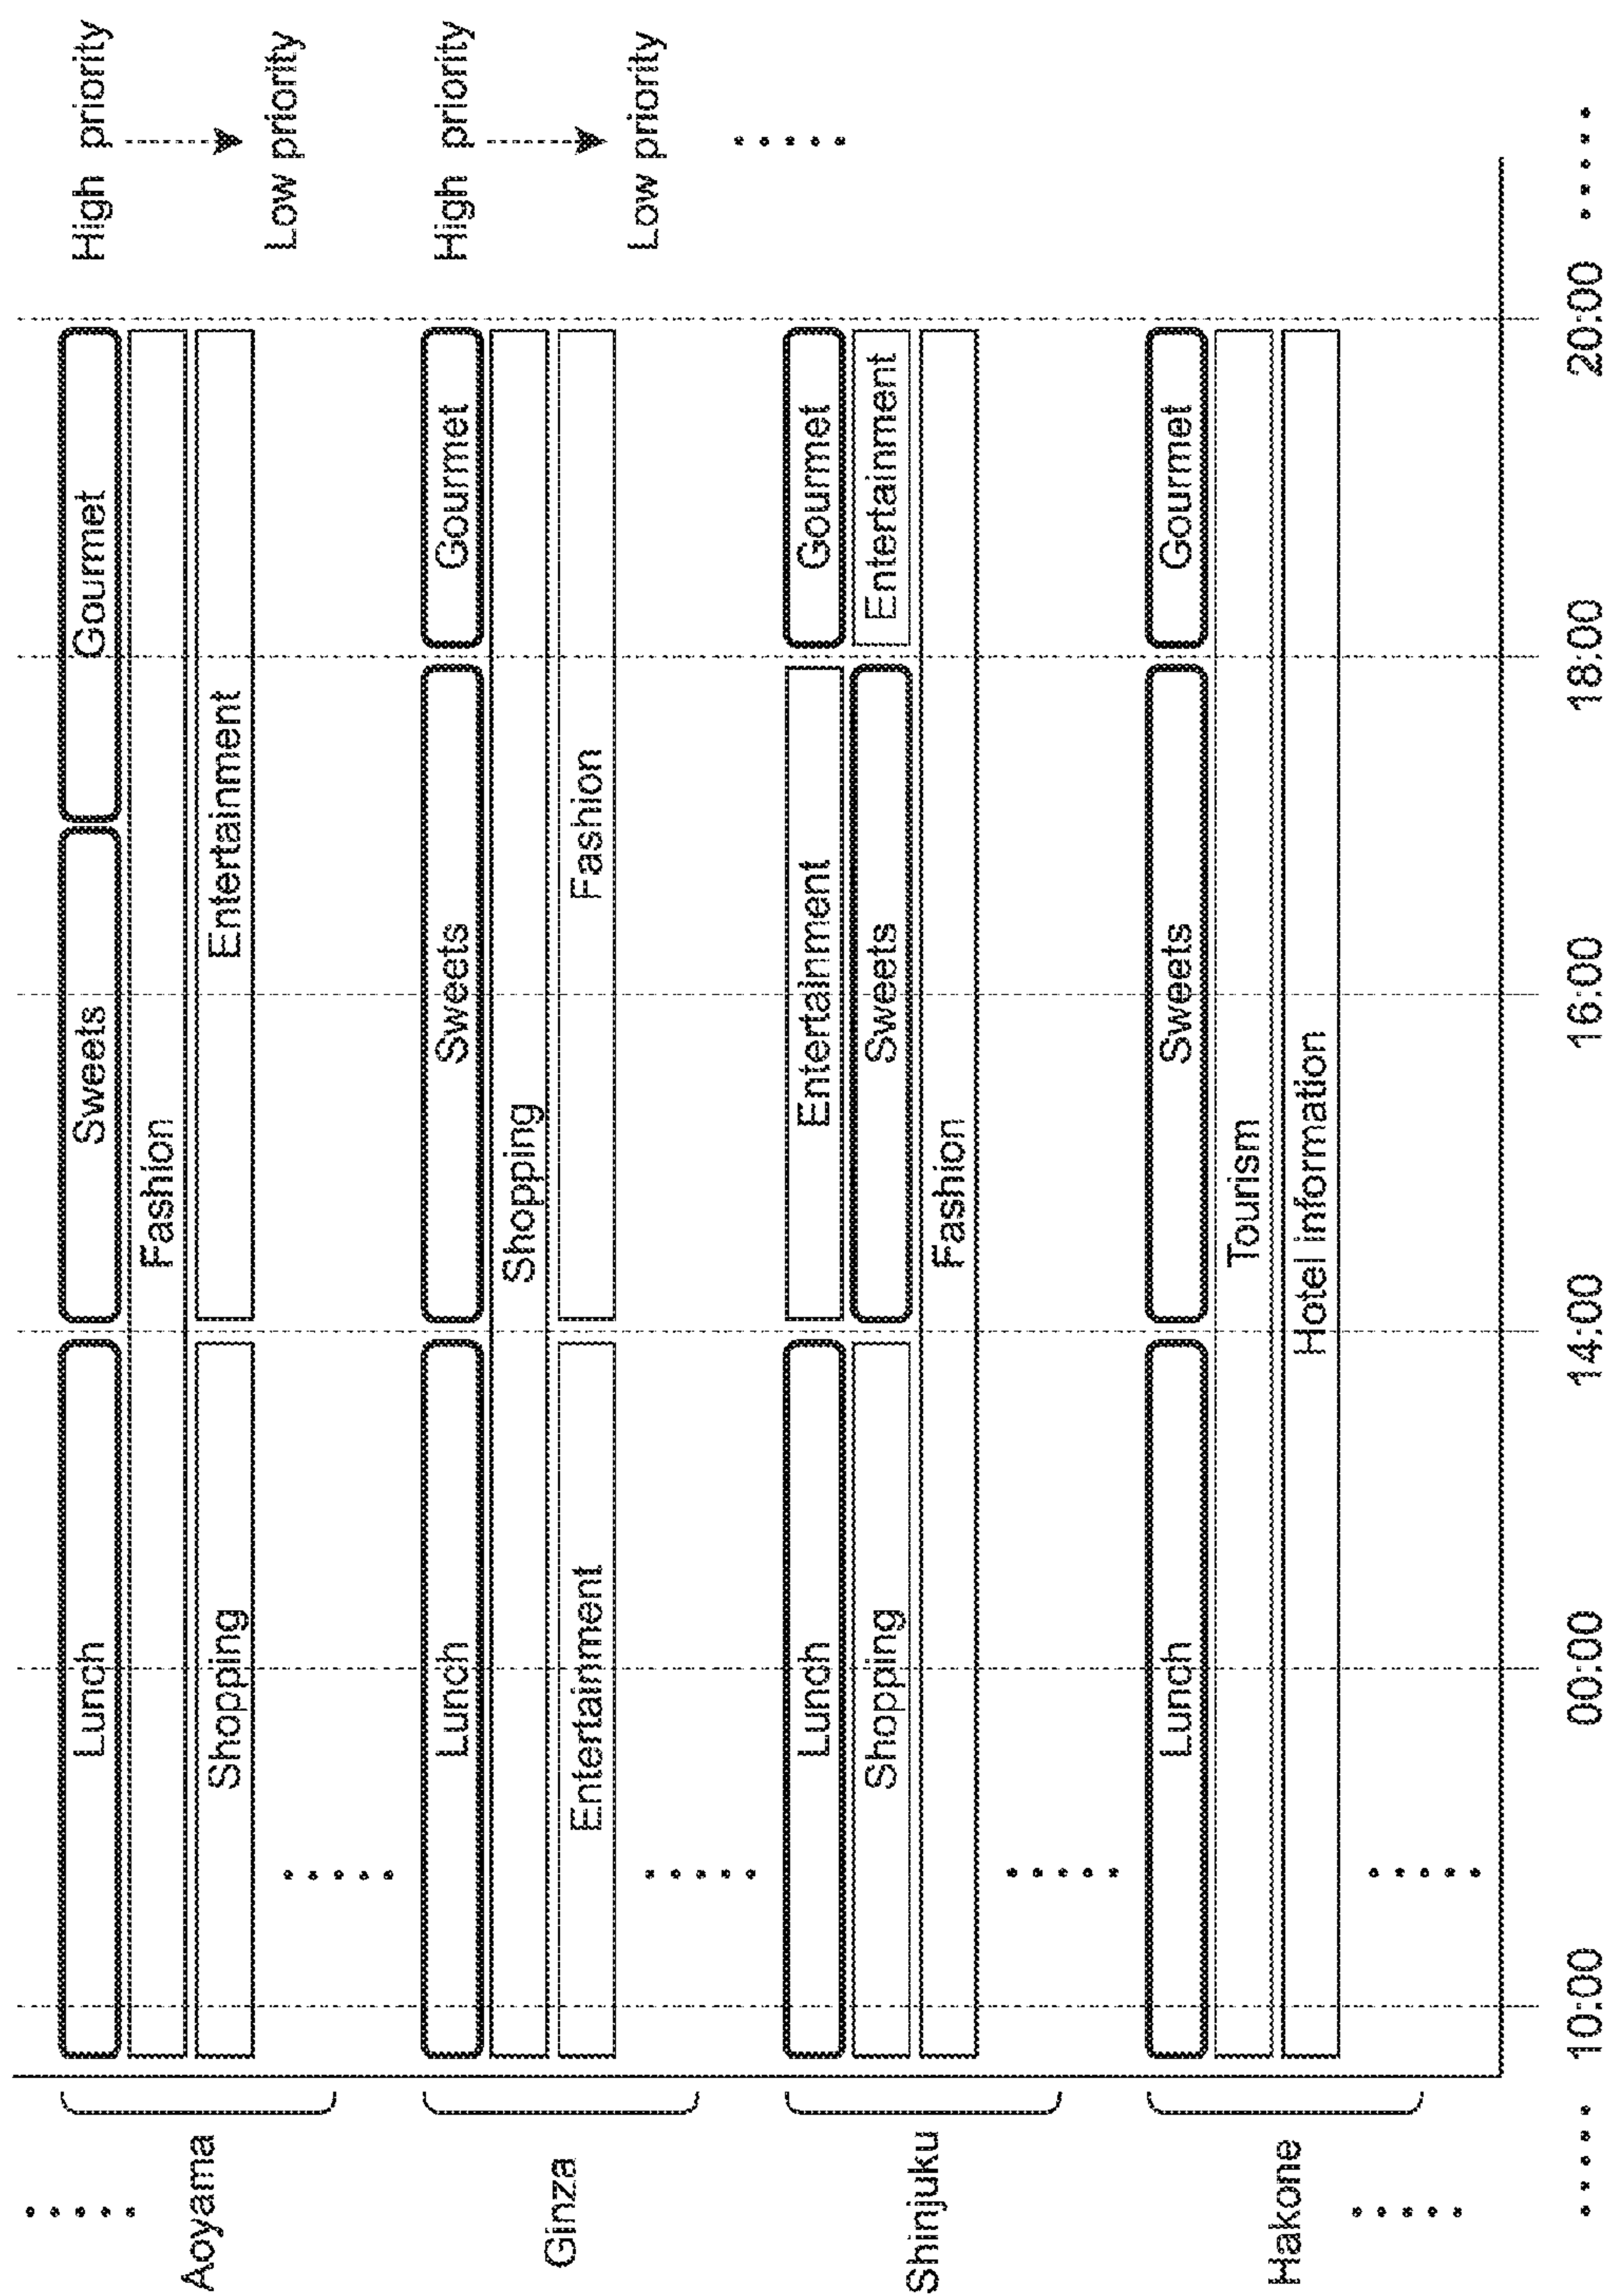 High priority
Low priority
Aoyama
Lunch
Sweets
Gourmet
Fashion
Shopping
Entertainment
High priority
Low priority
Ginza
Lunch
Sweets
Gourmet
Shopping
Entertainment
Fashion
Shinjuku
Lunch
Entertainment
Gourmet
Shopping
Sweets
Entertainment
Fashion
Hakone
Lunch
Sweets
Gourmet
Tourism
Hotel information
10:00 00:00 14:00 16:00 18:00 20:00